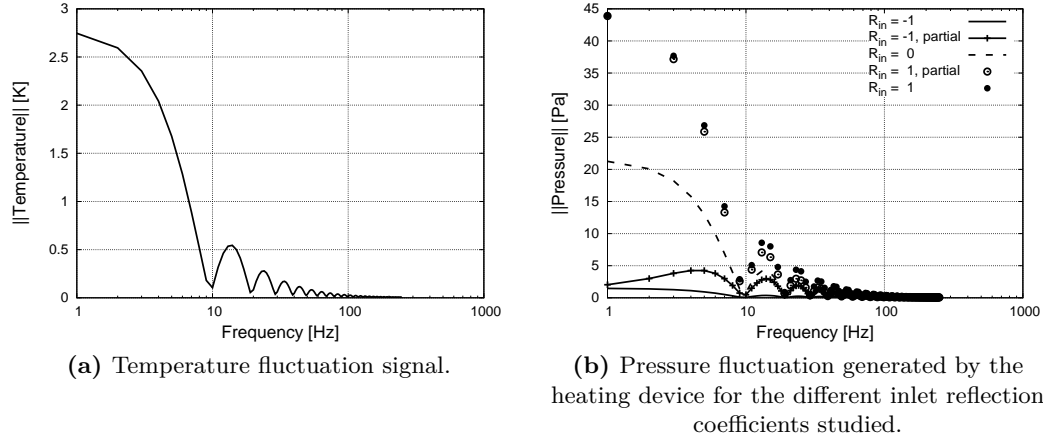 3
2.5
2
1.5
1
0.5
0
||Temperature|| [K]
1
10
100
1000
Frequency [Hz]
(a) Temperature fluctuation signal.
45
40
35
30
25
20
15
10
5
0
||Pressure|| [Pa]
R_in = -1
R_in = -1, partial
R_in = 0
R_in = 1, partial
R_in = 1
1
10
100
1000
Frequency [Hz]
(b) Pressure fluctuation generated by the
heating device for the different inlet reflection
coefficients studied.